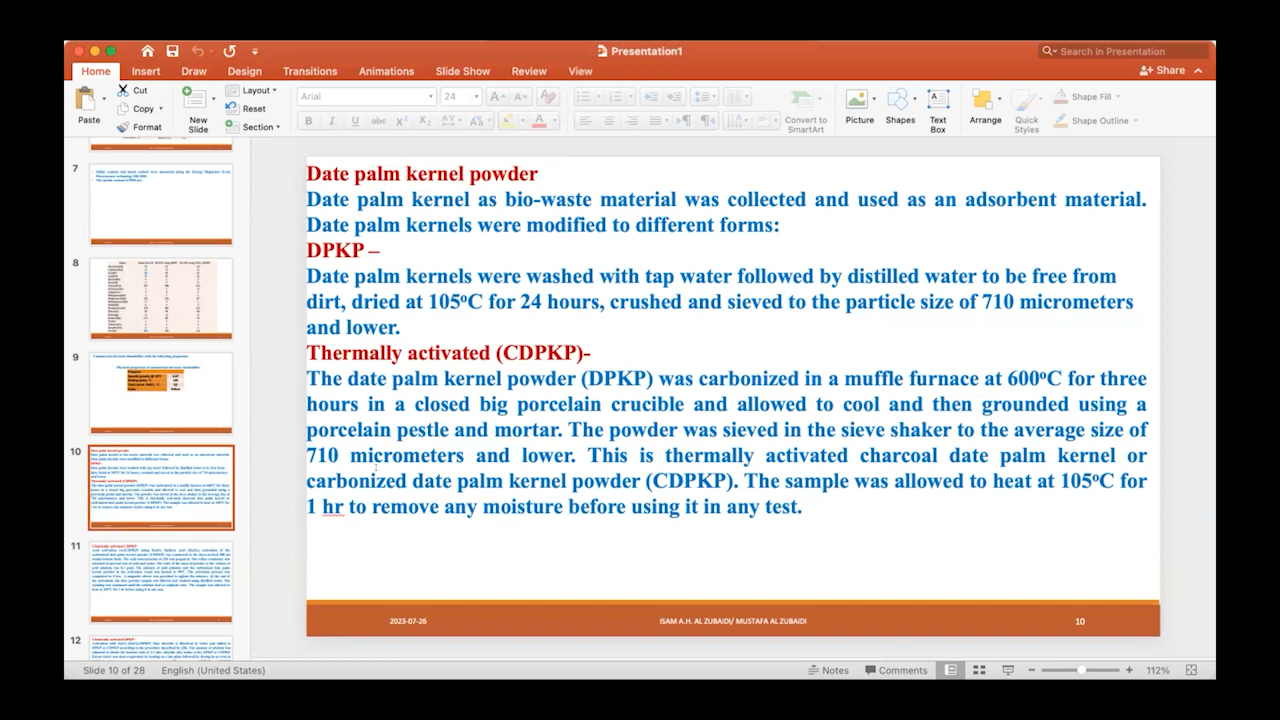 Presentation1
Search in Presentation
Home Insert Draw Design Transitions Animations Slide Show Review View
Share
Paste
Cut
Copy
Format
New Slide
Layout
Reset
Section
Arial 24
Convert to SmartArt
Picture Shapes Text Box Arrange Quick Styles
Shape Fill
Shape Outline
7
8
9
10
11
12
Date palm kernel powder
Date palm kernel as bio-waste material was collected and used as an adsorbent material.
Date palm kernels were modified to different forms:
DPKP –
Date palm kernels were washed with tap water followed by distilled water to be free from
dirt, dried at 105ºC for 24 hours, crushed and sieved to the particle size of 710 micrometers
and lower.
Thermally activated (CDPKP)-
The date palm kernel powder (DPKP) was carbonized in a muffle furnace at 600ºC for three
hours in a closed big porcelain crucible and allowed to cool and then grounded using a
porcelain pestle and mortar. The powder was sieved in the sieve shaker to the average size of
710 micrometers and lower. This is thermally activated charcoal date palm kernel or
carbonized date palm kernel powder (CDPKP). The sample was allowed to heat at 105ºC for
1 hr to remove any moisture before using it in any test.
2023-07-26 ISAM A.H. AL ZUBAIDI/ MUSTAFA AL ZUBAIDI 10
Slide 10 of 28 English (United States) Notes Comments 112%